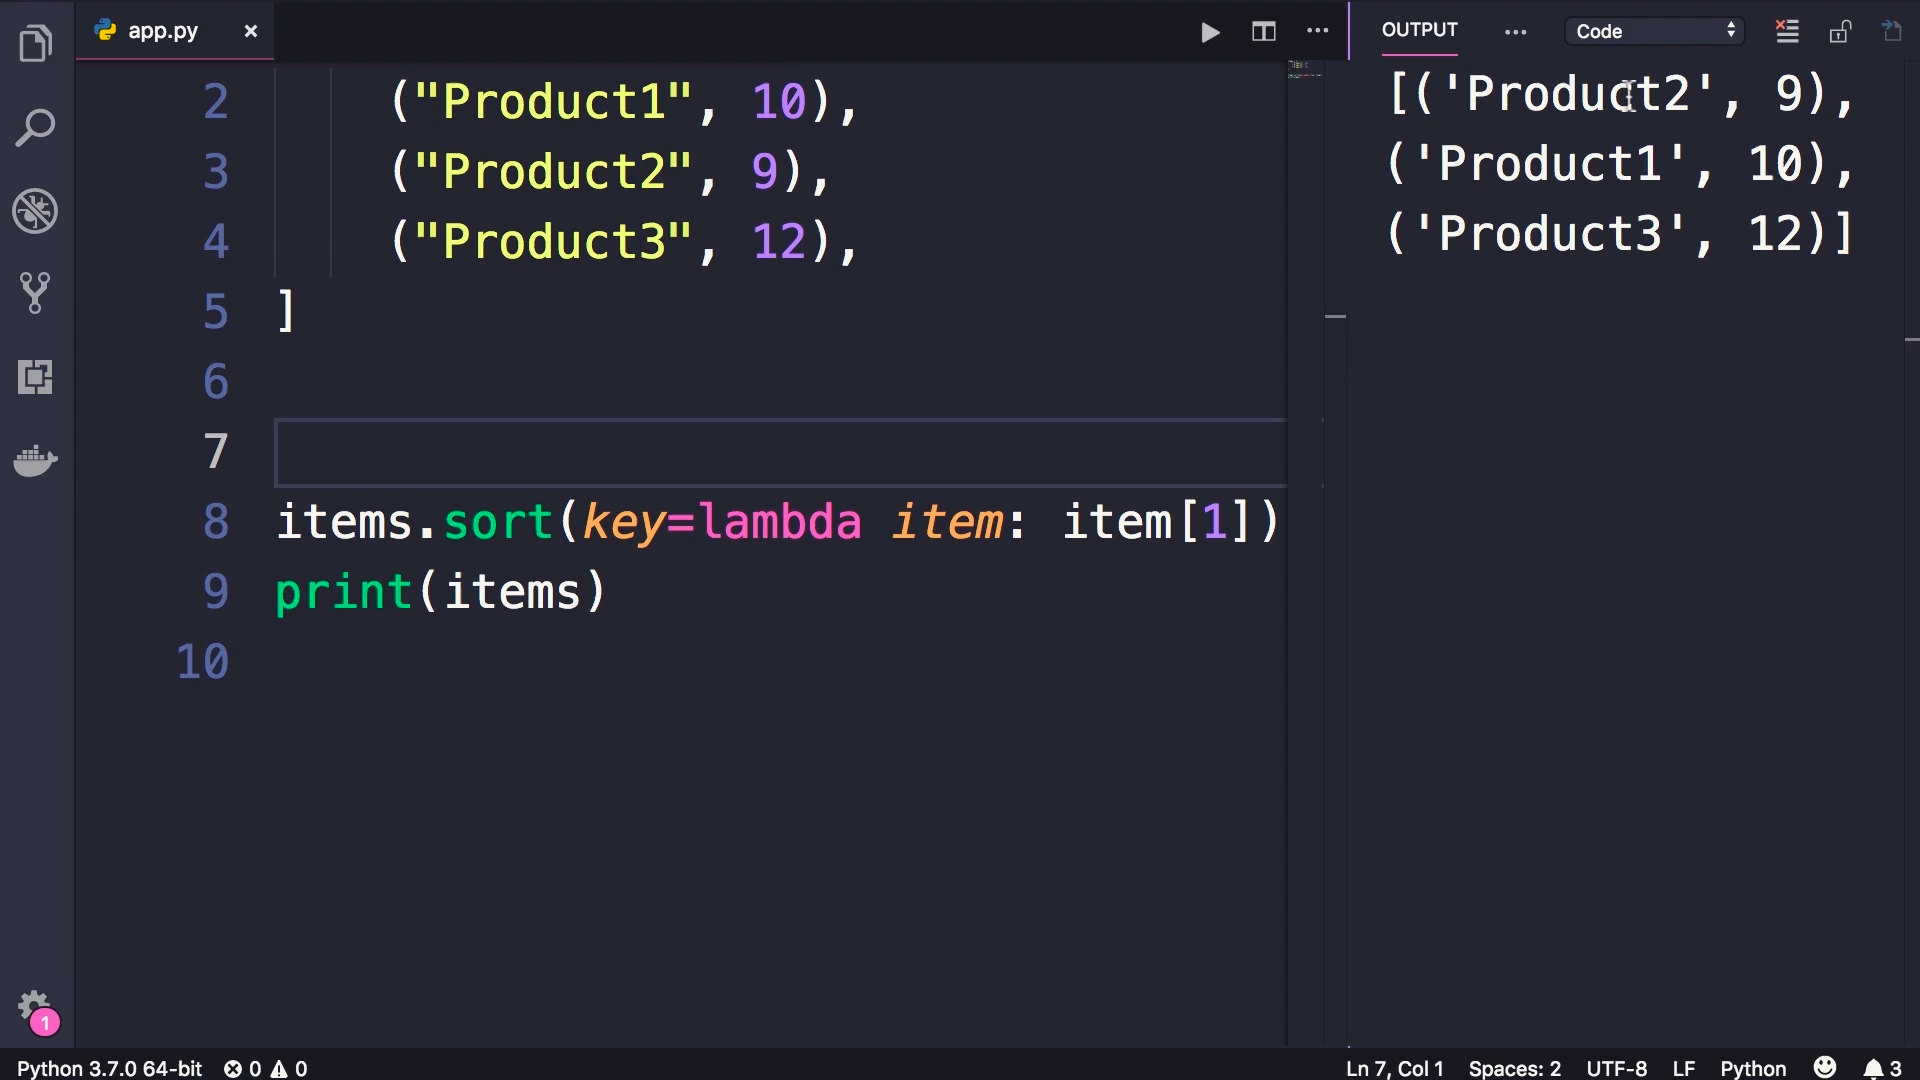 app.py ×
OUTPUT ... Code
2 ("Product1", 10),
3 ("Product2", 9),
4 ("Product3", 12),
5 ]
6
7
8 items.sort(key=lambda item: item[1])
9 print(items)
10
[('Product2', 9),
('Product1', 10),
('Product3', 12)]
1
Python 3.7.0 64-bit 0 0 Ln 7, Col 1 Spaces: 2 UTF-8 LF Python 3